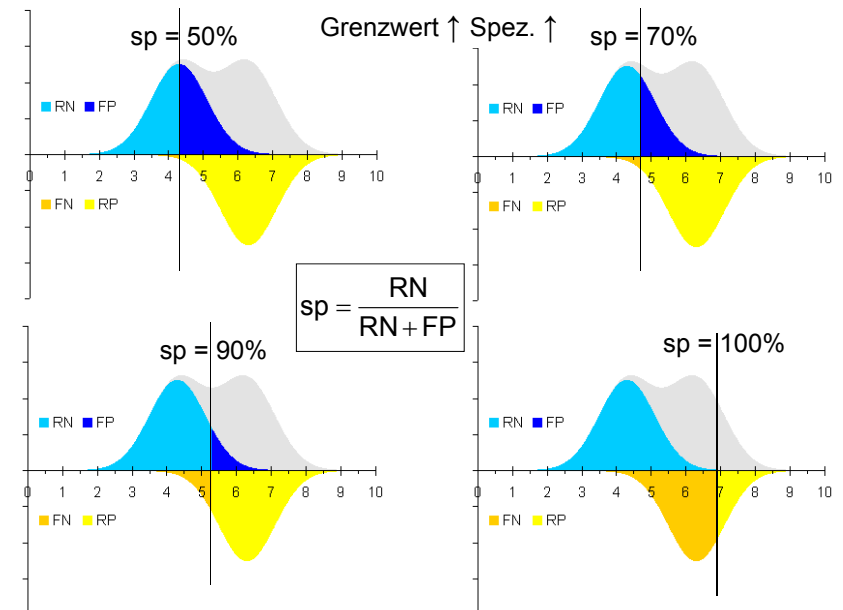 Grenzwert ↑ Spez. ↑
sp = 50%
RN FP
0 1 2 3 4 5 6 7 8 9 10
FN RP
sp = 70%
RN FP
0 1 2 3 4 5 6 7 8 9 10
FN RP
sp = RN / (RN + FP)
sp = 90%
RN FP
0 1 2 3 4 5 6 7 8 9 10
FN RP
sp = 100%
RN FP
0 1 2 3 4 5 6 7 8 9 10
FN RP